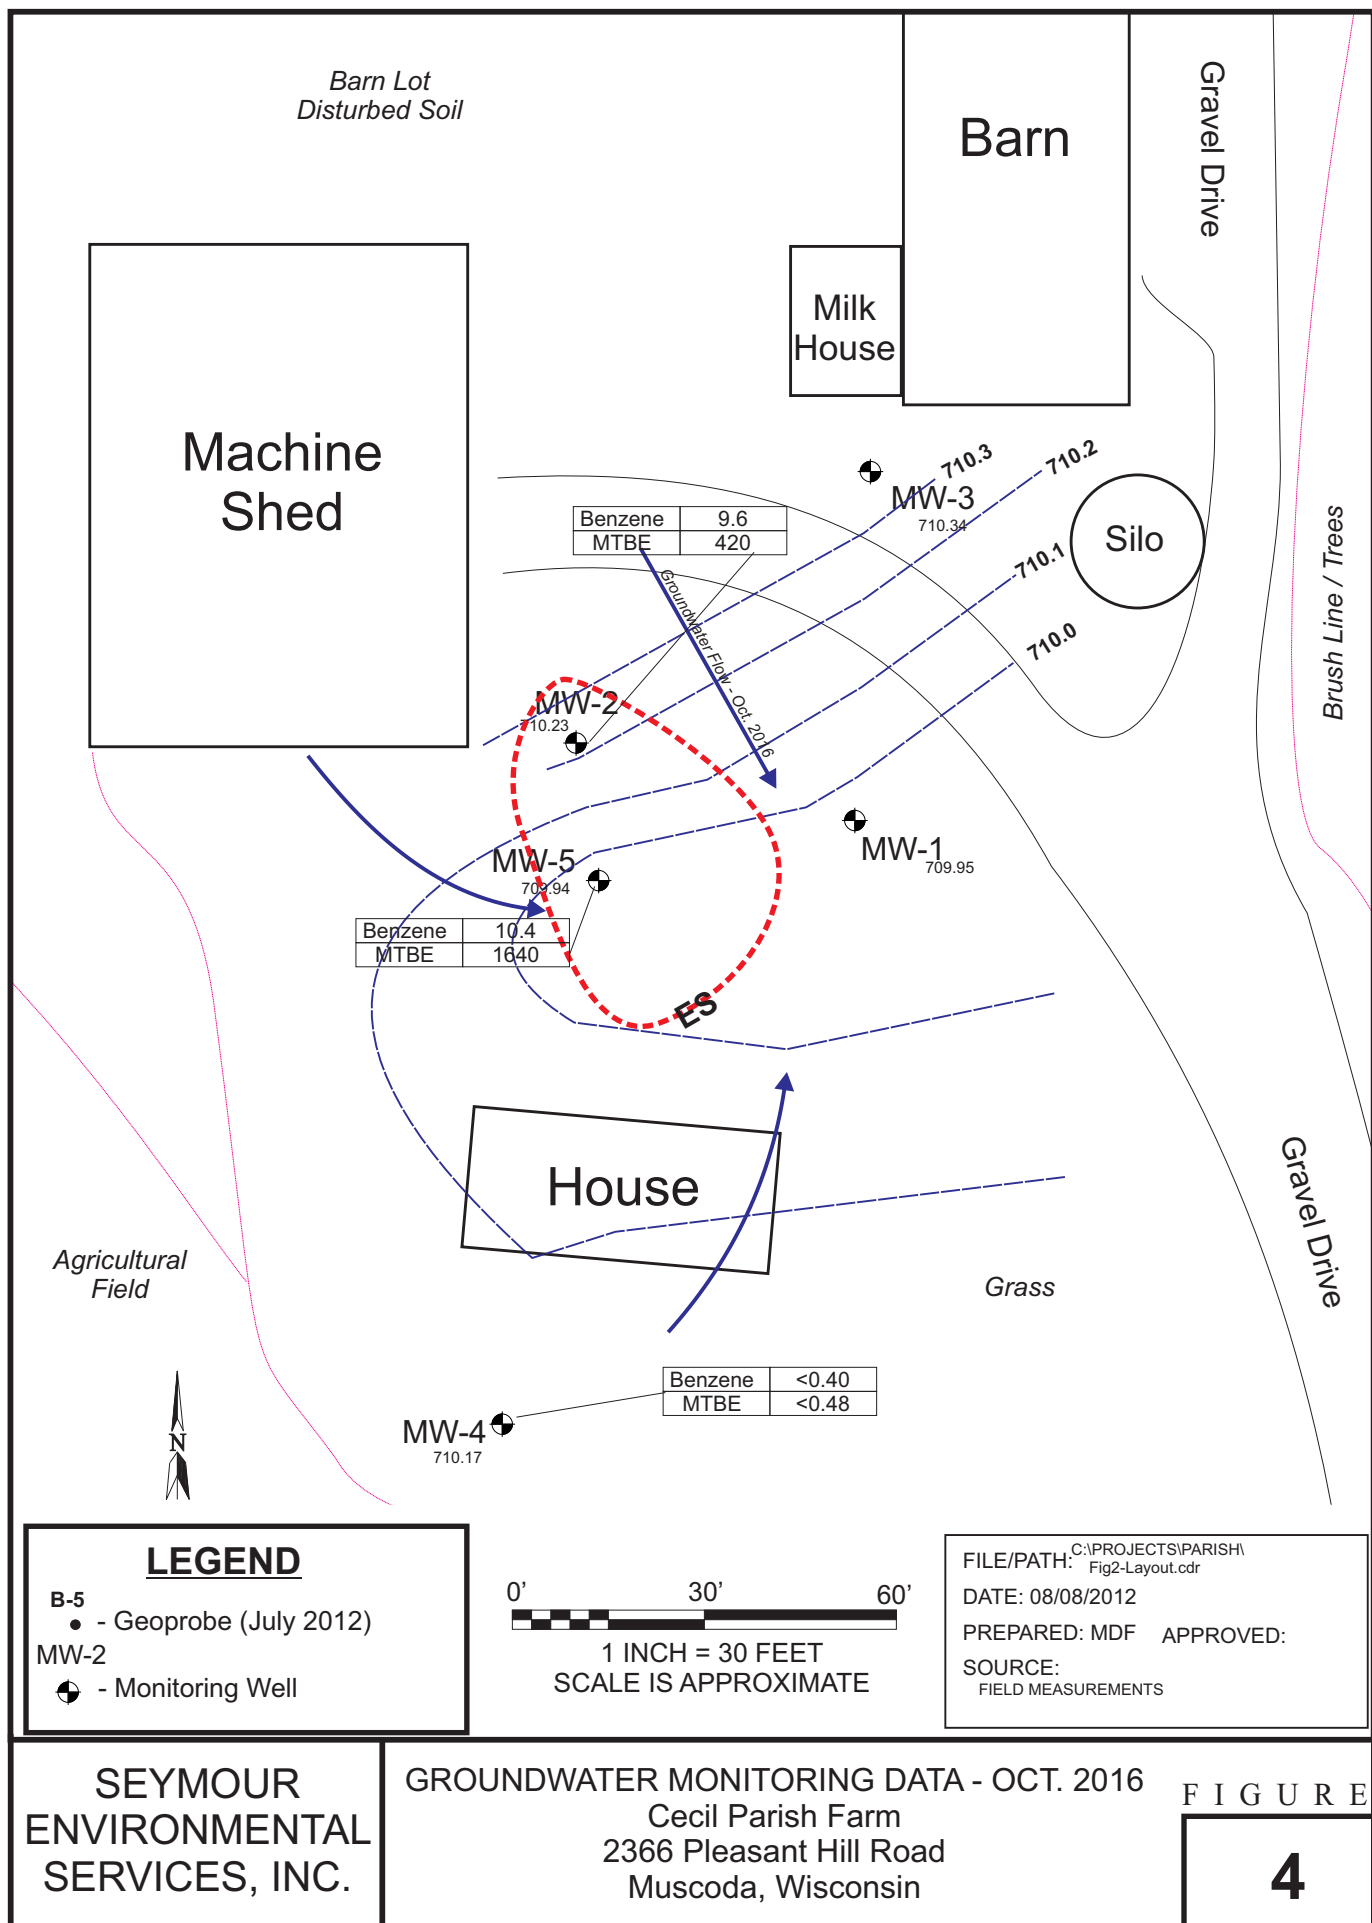 Barn Lot
Disturbed Soil
Barn
Gravel Drive
Milk
House
Machine
Shed
710.3
710.2
MW-3
710.34
Benzene 9.6
MTBE 420
Silo
710.1
GroundWater Flow - Oct. 2016
710.0
Brush Line / Trees
MW-2
710.23
MW-1
709.95
MW-5
709.94
Benzene 10.4
MTBE 1640
ES
House
Gravel Drive
Agricultural
Field
Grass
Benzene <0.40
MTBE <0.48
MW-4
710.17
N
LEGEND
B-5
- Geoprobe (July 2012)
MW-2
- Monitoring Well
0' 30' 60'
1 INCH = 30 FEET
SCALE IS APPROXIMATE
FILE/PATH: C:\PROJECTS\PARISH\
Fig2-Layout.cdr
DATE: 08/08/2012
PREPARED: MDF APPROVED:
SOURCE:
FIELD MEASUREMENTS
SEYMOUR
ENVIRONMENTAL
SERVICES, INC.
GROUNDWATER MONITORING DATA - OCT. 2016
Cecil Parish Farm
2366 Pleasant Hill Road
Muscoda, Wisconsin
FIGURE
4